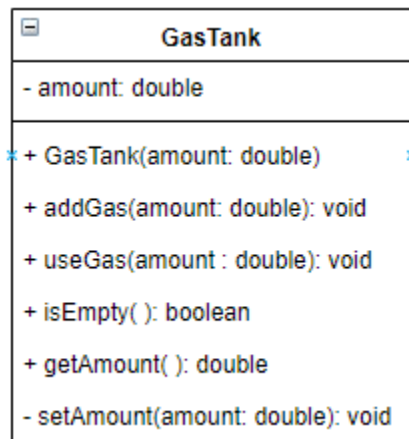 GasTank
- amount: double
+ GasTank(amount: double)
+ addGas(amount: double): void
+ useGas(amount : double): void
+ isEmpty( ): boolean
+ getAmount( ): double
- setAmount(amount: double): void